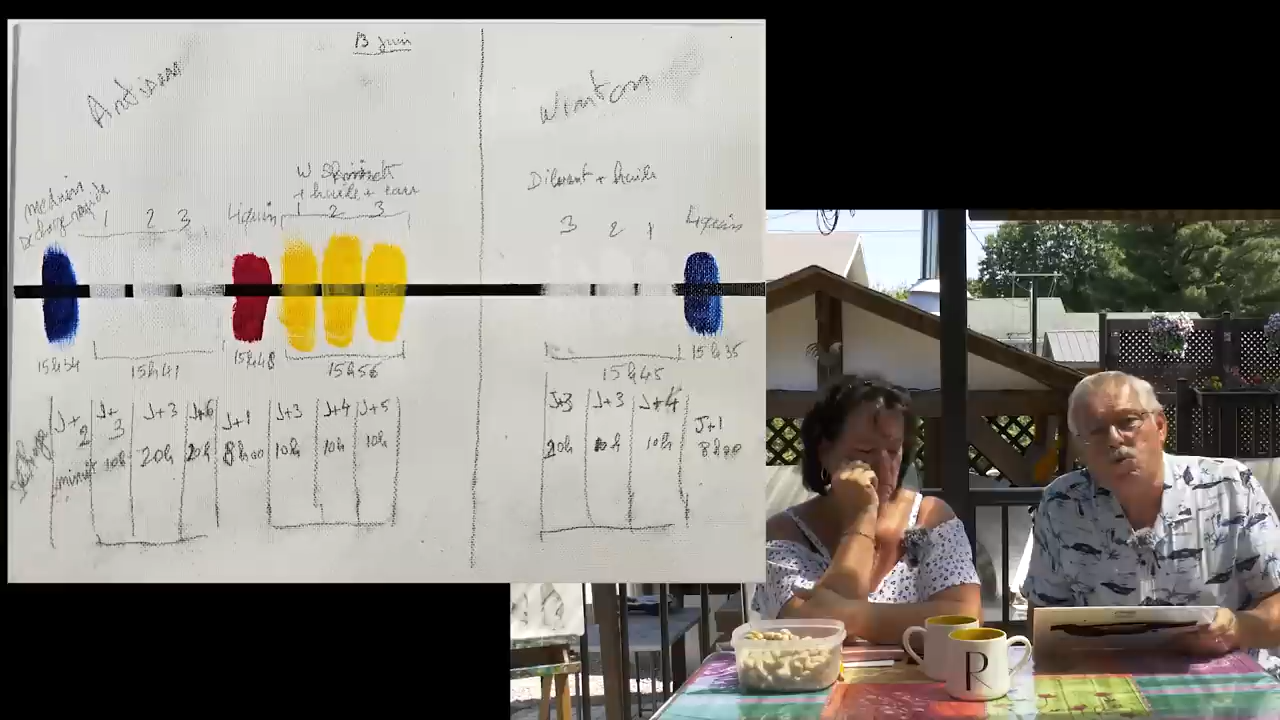 13 Juin
Artisan
Winton
medium
séchage rapide
1 2 3
Liquin
+ huile + eau
1 2 3
Diluant + huile
3 2 1
Liquin
15h34
15h41
15h48
15h56
15h45
15h35
J+2
minuit
J+3
10h
J+3
20h
J+6
20h
J+1
8h00
J+3
10h
J+4
10h
J+5
10h
J+3
20h
J+3
J+4
10h
J+1
8h00
R